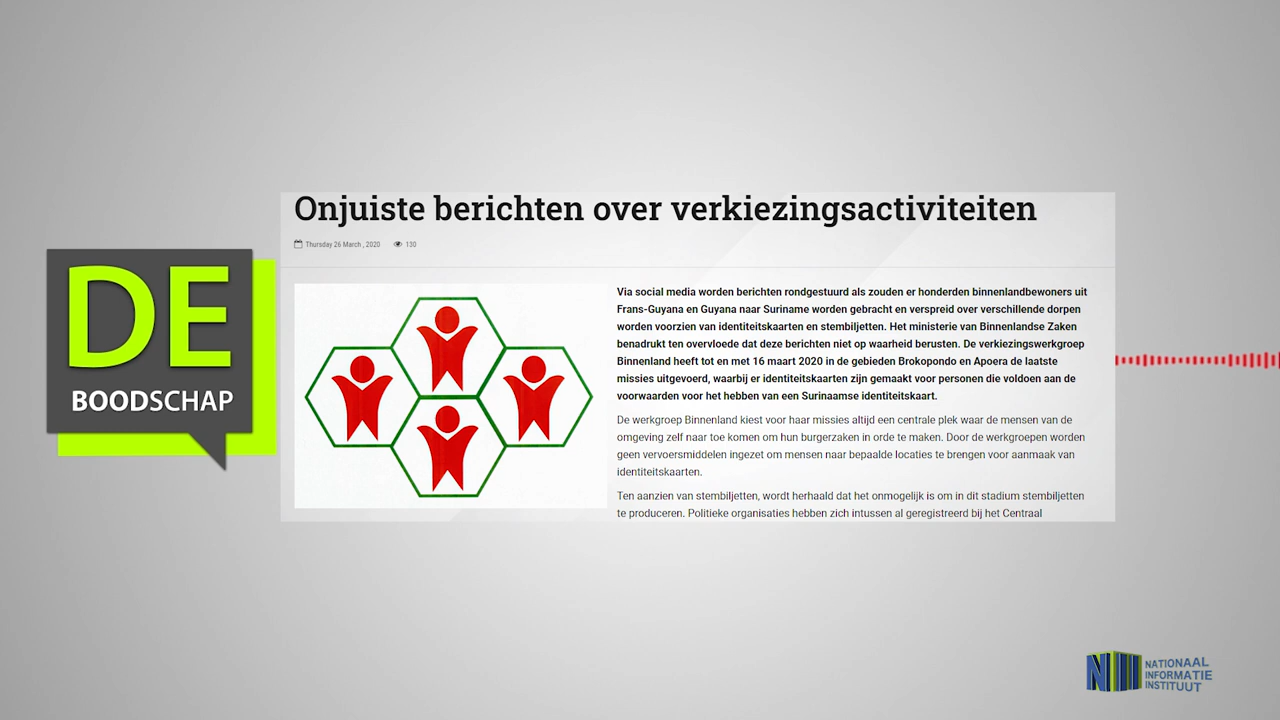 Onjuiste berichten over verkiezingsactiviteiten
Thursday 26 March , 2020 130
DE
BOODSCHAP
Via social media worden berichten rondgestuurd als zouden er honderden binnenlandbewoners uit
Frans-Guyana en Guyana naar Suriname worden gebracht en verspreid over verschillende dorpen
worden voorzien van identiteitskaarten en stembiljetten. Het ministerie van Binnenlandse Zaken
benadrukt ten overvloede dat deze berichten niet op waarheid berusten. De verkiezingswerkgroep
Binnenland heeft tot en met 16 maart 2020 in de gebieden Brokopondo en Apoera de laatste
missies uitgevoerd, waarbij er identiteitskaarten zijn gemaakt voor personen die voldoen aan de
voorwaarden voor het hebben van een Surinaamse identiteitskaart.
De werkgroep Binnenland kiest voor haar missies altijd een centrale plek waar de mensen van de
omgeving zelf naar toe komen om hun burgerzaken in orde te maken. Door de werkgroepen worden
geen vervoersmiddelen ingezet om mensen naar bepaalde locaties te brengen voor aanmaak van
identiteitskaarten.
Ten aanzien van stembiljetten, wordt herhaald dat het onmogelijk is om in dit stadium stembiljetten
te produceren. Politieke organisaties hebben zich intussen al geregistreerd bij het Centraal
NII
NATIONAAL
INFORMATIE
INSTITUUT